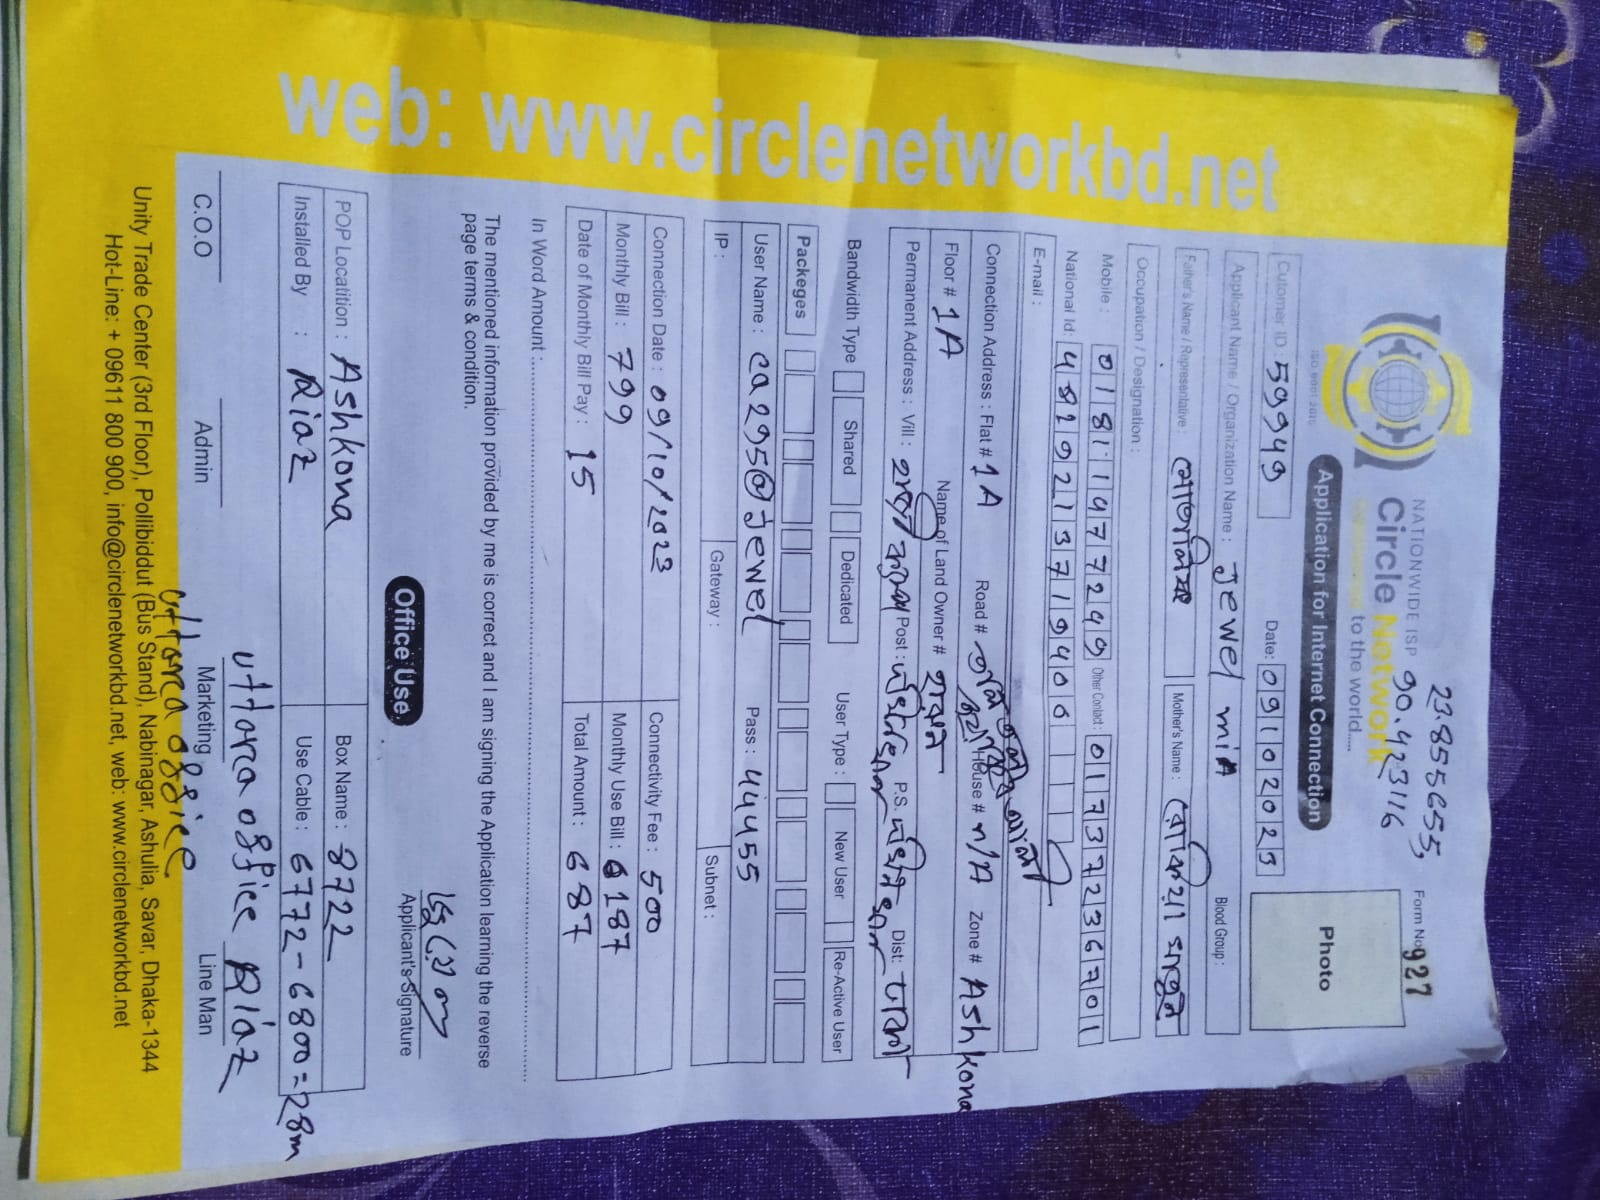 web: www.circlenetworkbd.net
23.855655,
90.423116
Form No 927
NATIONWIDE ISP
Circle Network
to the world.....
ISO 9001:2015
Application for Internet Connection
Photo
Cutomer ID : 59949 Date: 09102023
Applicant Name / Organization Name : Jewel miA Blood Group :
Father's Name / Representative : Mother's Name :
Occupation / Designation :
Mobile : 01811477249 Other Contact : 01737236701
National Id: 4829213719400
E-mail :
Connection Address : Flat # 1A Road # House # n/A Zone # Ashkona
Floor # 1A Name of Land Owner #
Permanent Address : Vill : Post : P.S. Dist: ঢাকা
Bandwidth Type Shared Dedicated User Type : New User Re-Active User
Packeges
User Name : ca295@Jewel Pass : 44455
IP : Gateway : Subnet :
Connection Date : 09/10/2023 Connectivity Fee : 500
Monthly Bill : 799 Monthly Use Bill : 187
Date of Monthly Bill Pay : 15 Total Amount : 687
In Word Amount :
The mentioned information provided by me is correct and I am signing the Application learning the reverse
page terms & condition.
Applicant's Signature
Office Use
POP Locatition : Ashkona Box Name : 8722
Installed By : Riaz Use Cable : 6772-6800=28m
uttara office Riaz
C.O.O Admin Marketing Line Man
uttara office
Unity Trade Center (3rd Floor), Pollibiddut (Bus Stand), Nabinagar, Ashulia, Savar, Dhaka-1344
Hot-Line: + 09611 800 900, info@circlenetworkbd.net, web: www.circlenetworkbd.net